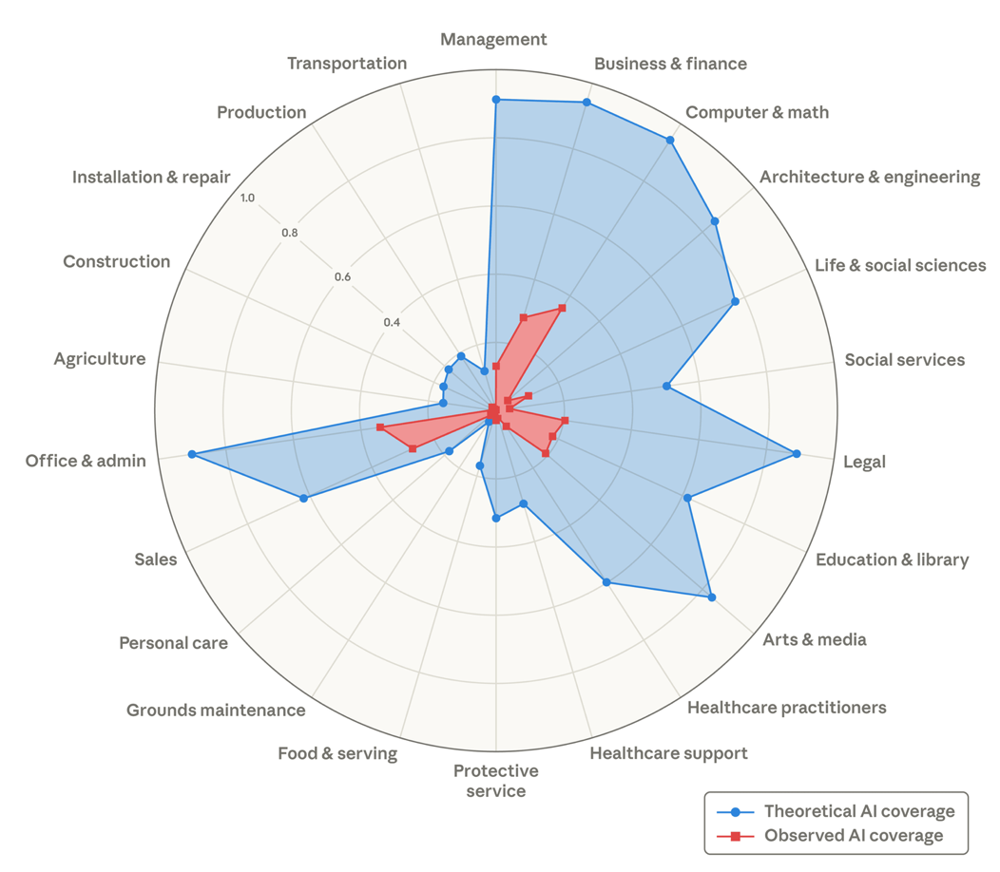 Management
Transportation
Business & finance
Production
Computer & math
Installation & repair
Architecture & engineering
1.0
0.8
Construction
Life & social sciences
0.6
0.4
Agriculture
Social services
Office & admin
Legal
Sales
Education & library
Personal care
Arts & media
Grounds maintenance
Healthcare practitioners
Food & serving
Healthcare support
Protective
service
Theoretical AI coverage
Observed AI coverage